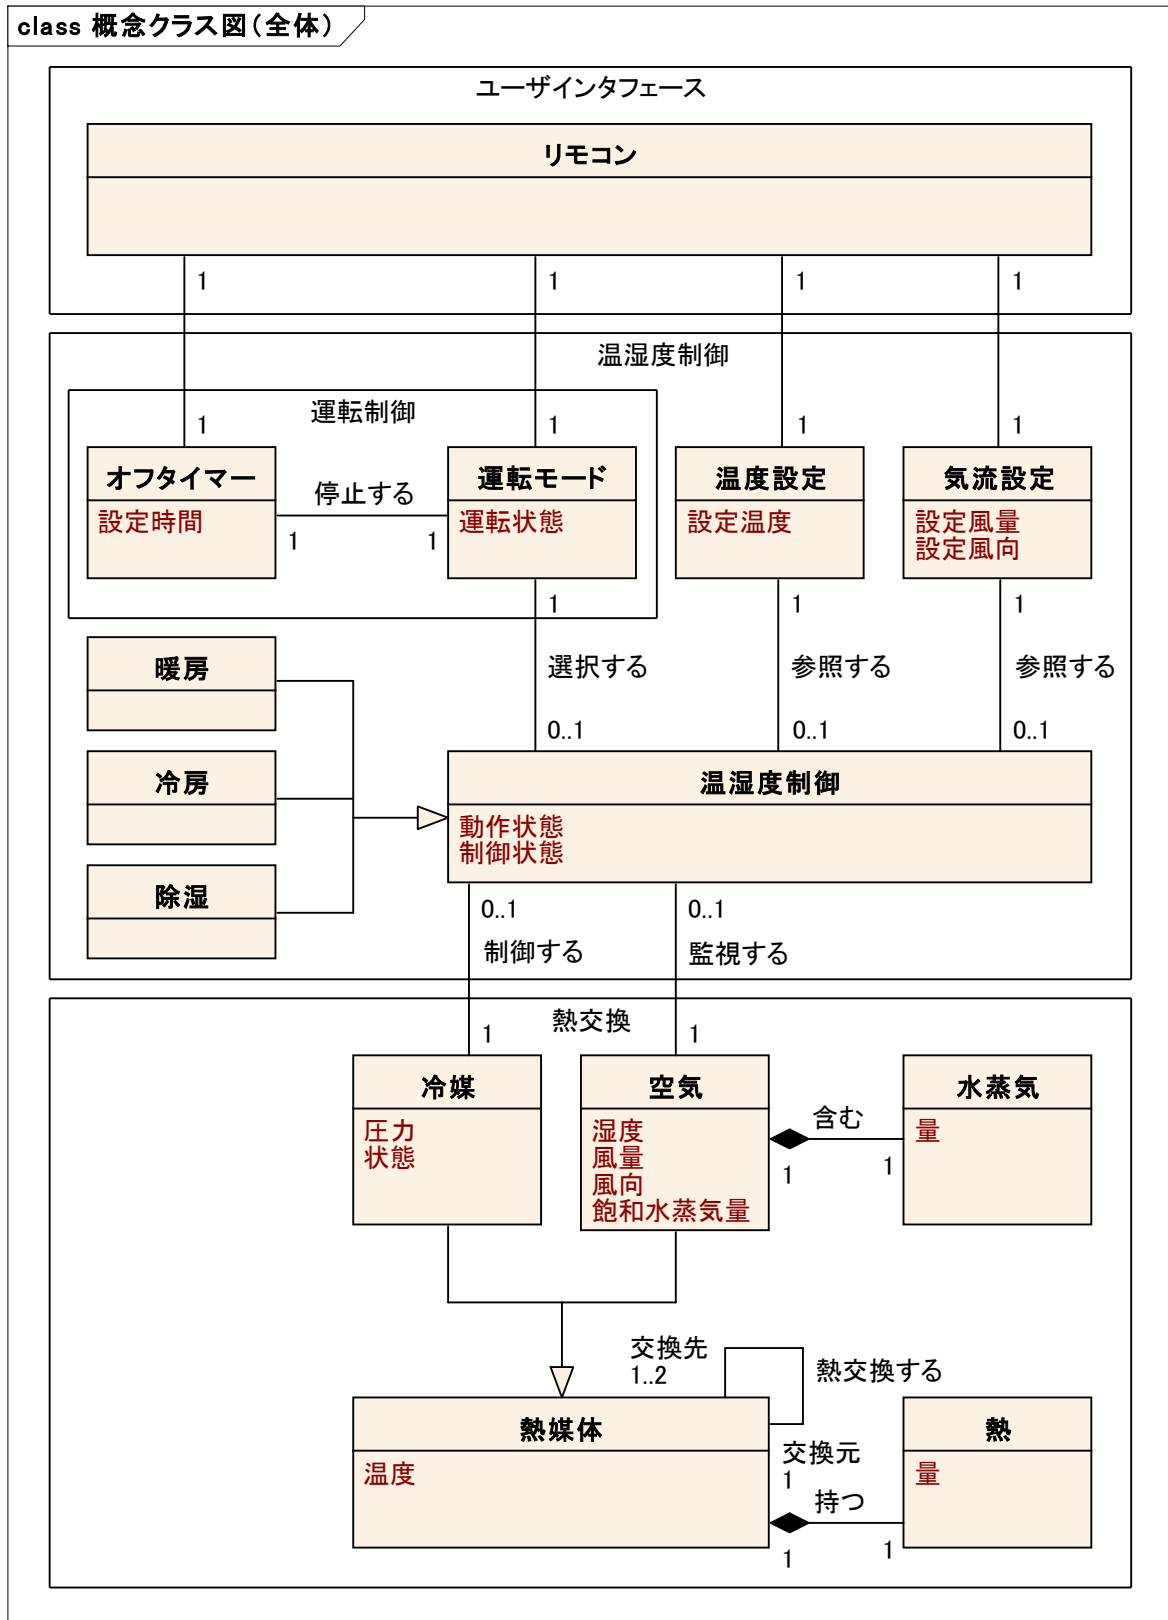 class 概念クラス図(全体)
ユーザインタフェース
リモコン
1
1
1
1
温湿度制御
運転制御
1
1
1
1
オフタイマー
設定時間
停止する
1
1
運転モード
運転状態
温度設定
設定温度
気流設定
設定風量
設定風向
1
1
1
選択する
参照する
参照する
0..1
0..1
0..1
暖房
冷房
除湿
温湿度制御
動作状態
制御状態
0..1
0..1
制御する
監視する
熱交換
1
1
冷媒
圧力
状態
空気
湿度
風量
風向
飽和水蒸気量
含む
1
1
水蒸気
量
交換先
1..2
熱交換する
熱媒体
温度
交換元
1
持つ
1
1
熱
量